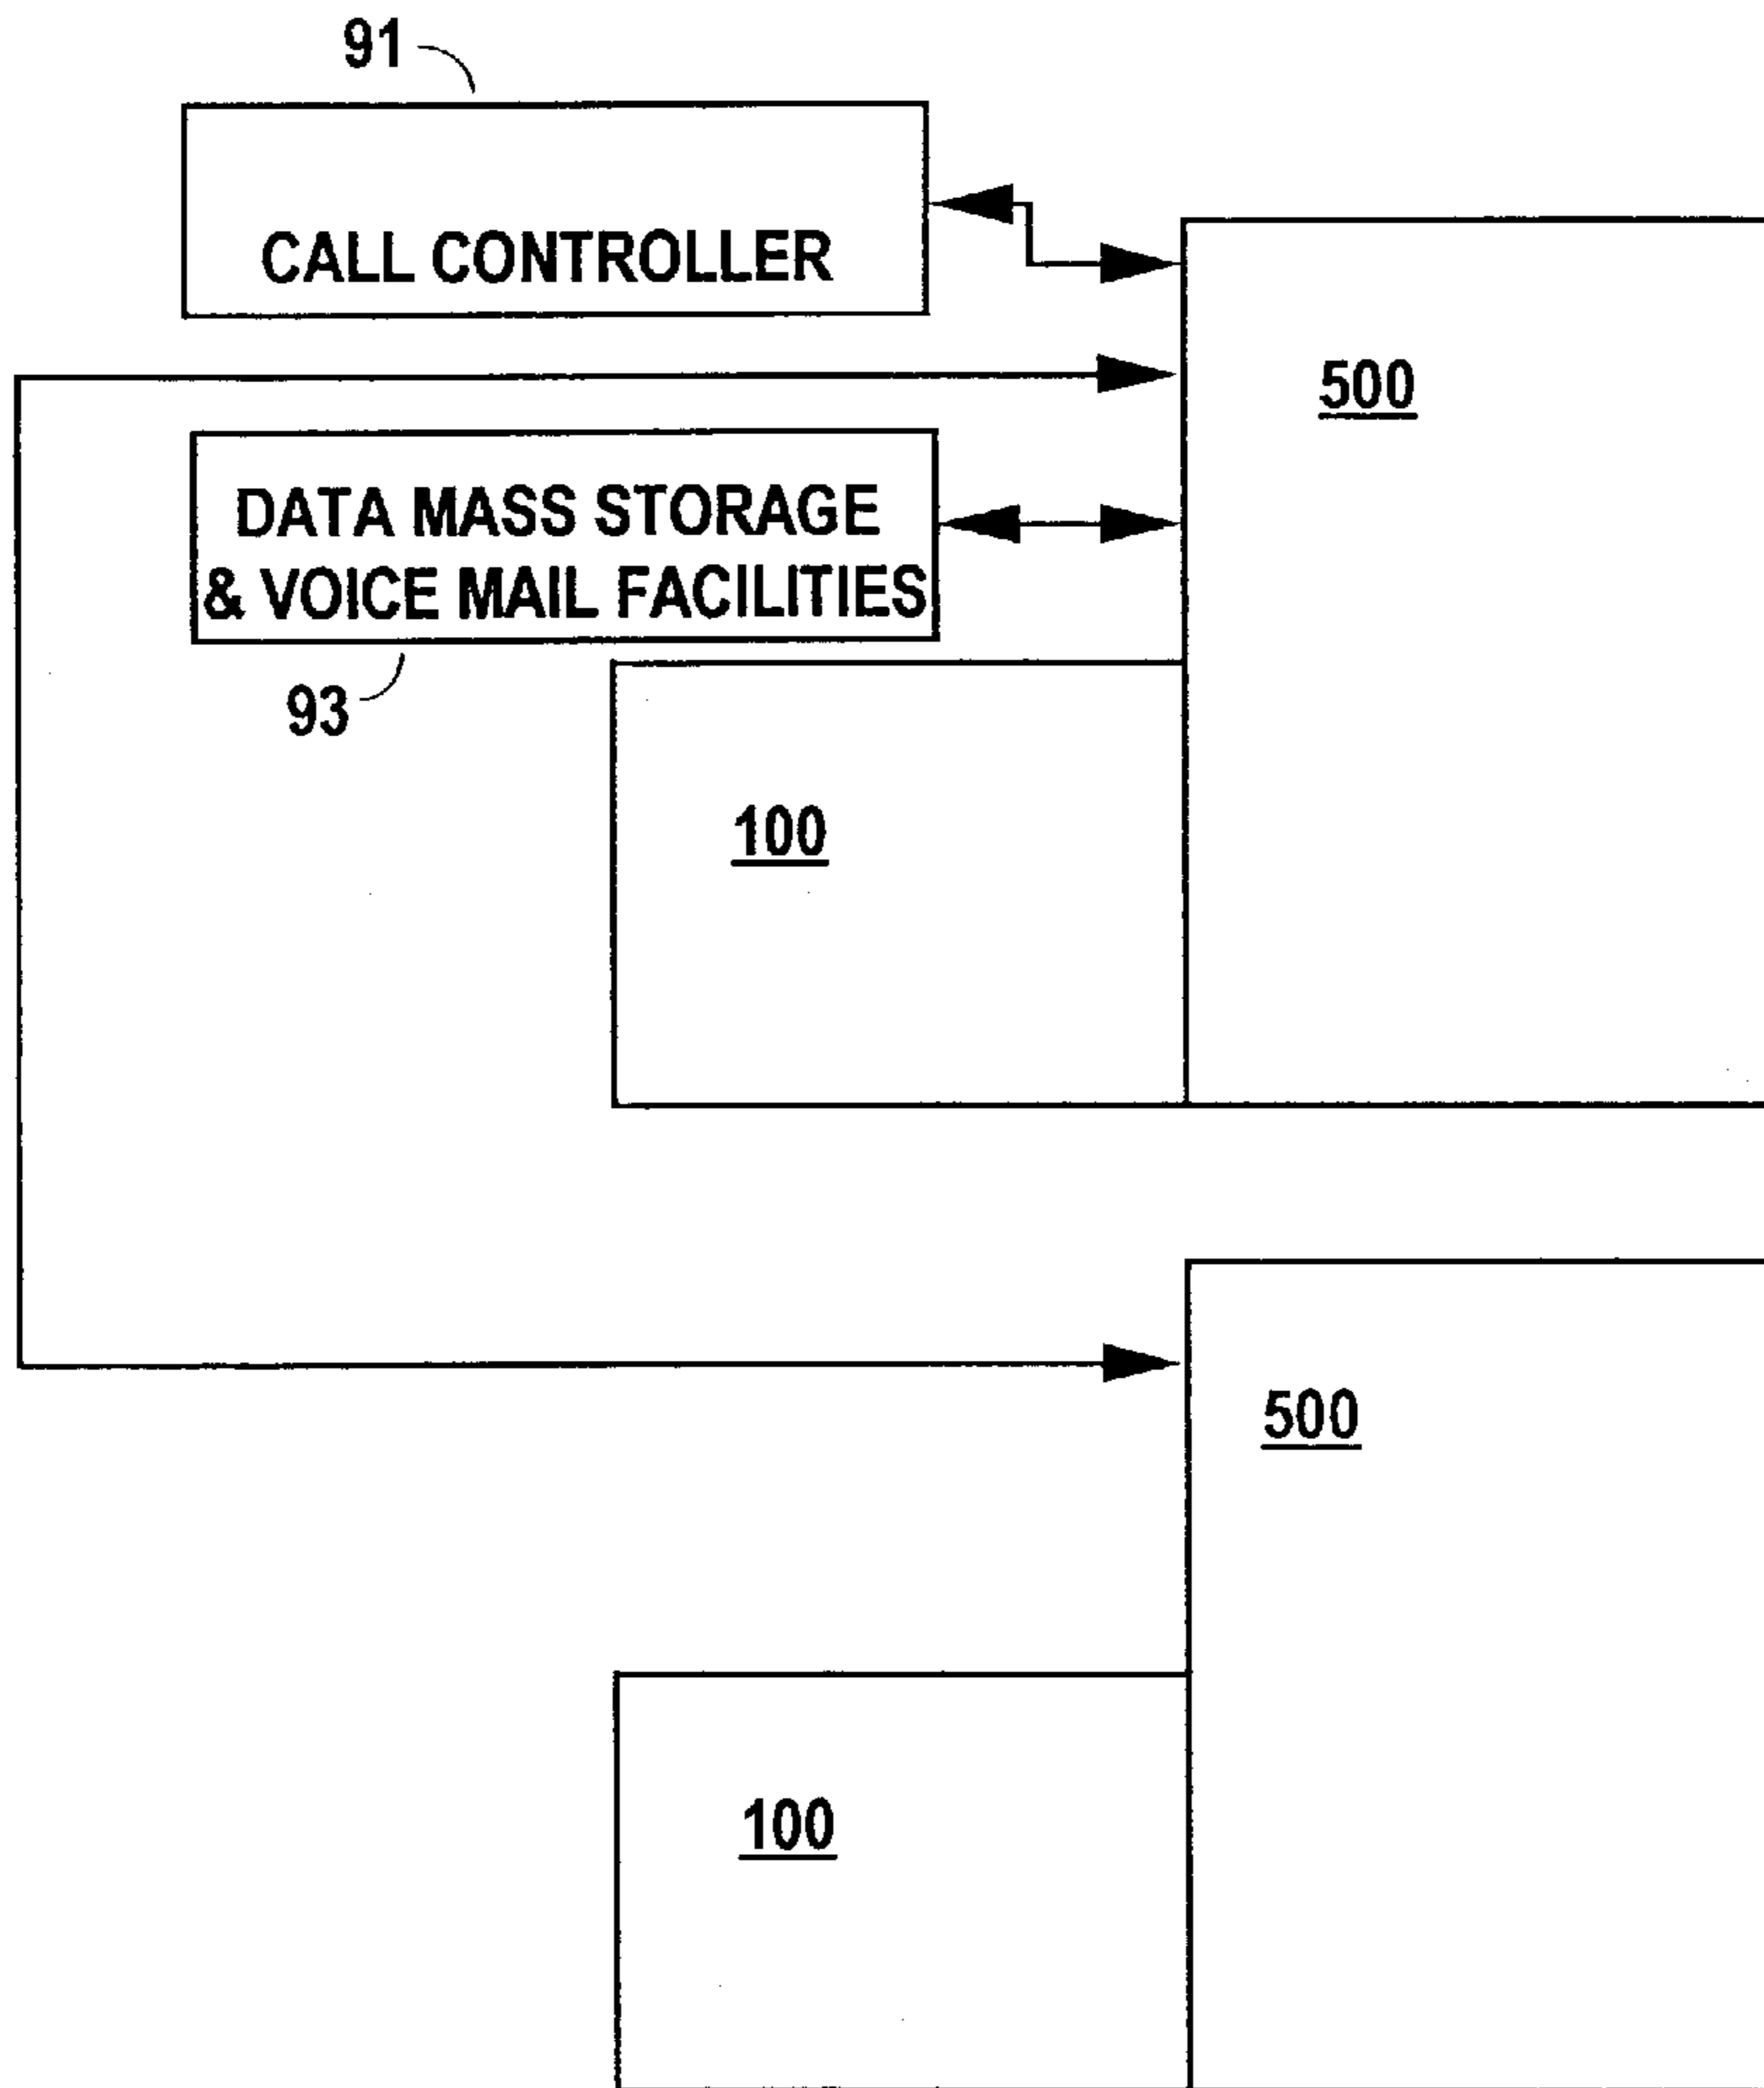 91
CALL CONTROLLER
500
DATA MASS STORAGE
& VOICE MAIL FACILITIES
93
100
500
100